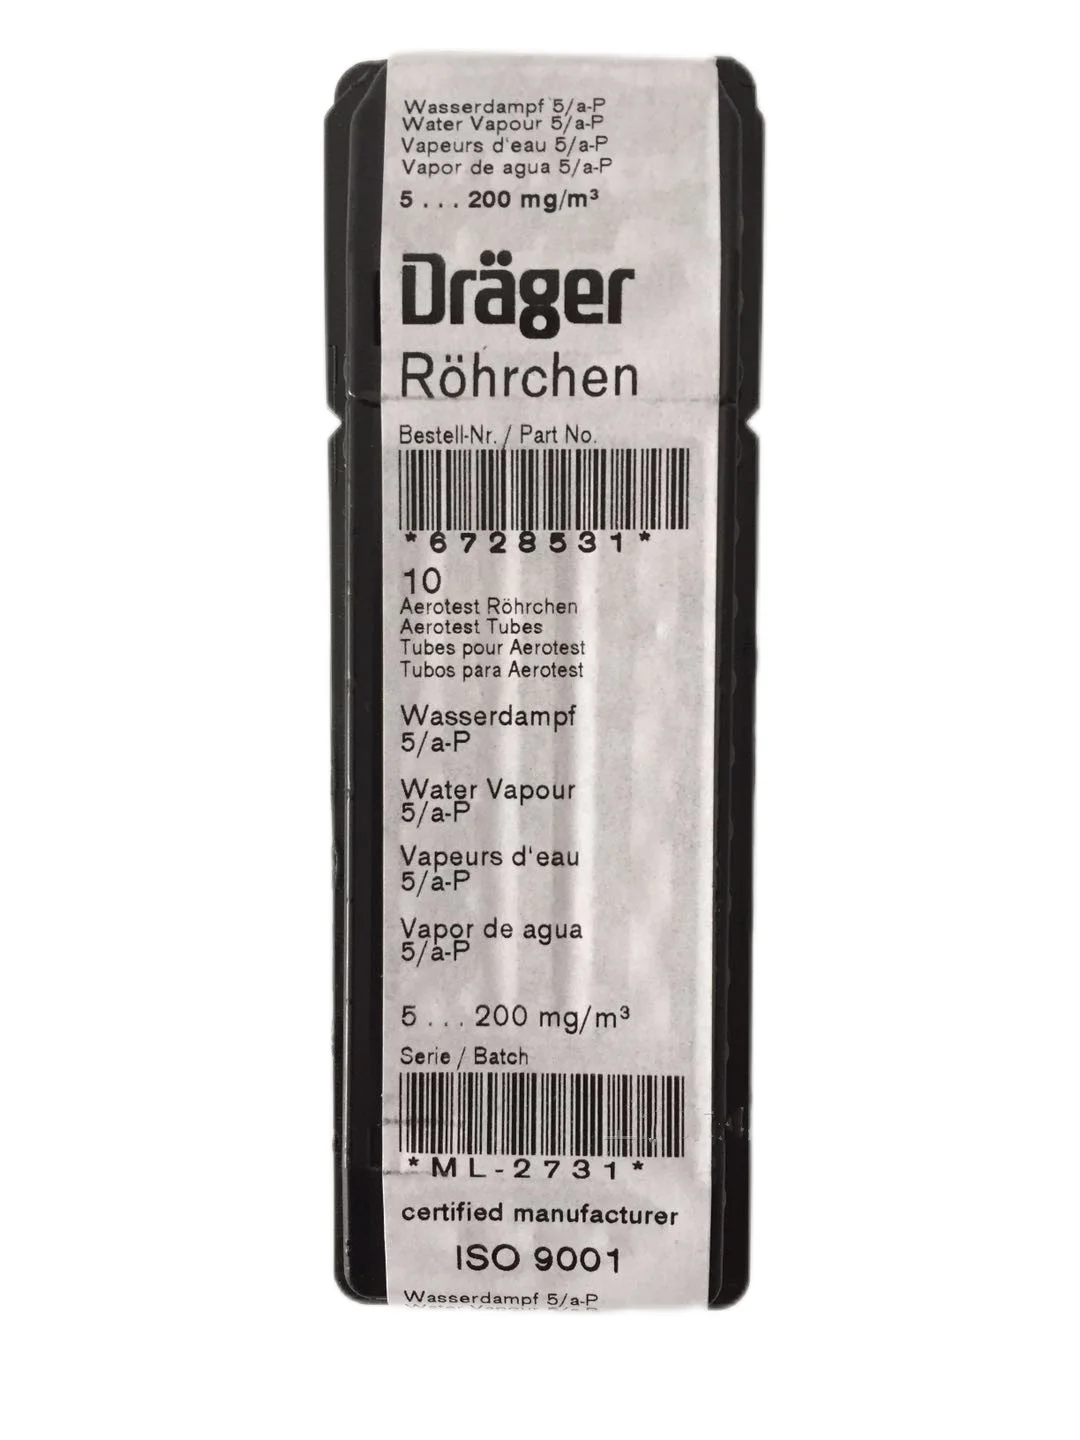 Wasserdampf 5/a-P
Water Vapour 5/a-P
Vapeurs d'eau 5/a-P
Vapor de agua 5/a-P
5 . . . 200 mg/m³
Dräger
Röhrchen
Bestell-Nr. / Part No.
*6728531*
10
Aerotest Röhrchen
Aerotest Tubes
Tubes pour Aerotest
Tubos para Aerotest
Wasserdampf
5/a-P
Water Vapour
5/a-P
Vapeurs d'eau
5/a-P
Vapor de agua
5/a-P
5 . . . 200 mg/m³
Serie / Batch
*ML-2731*
certified manufacturer
ISO 9001
Wasserdampf 5/a-P